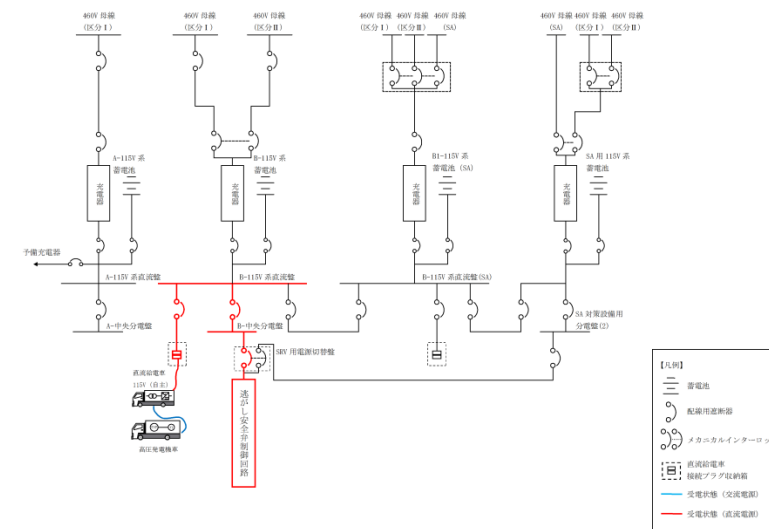 460V 母線 460V 母線 460V 母線 460V 母線 460V 母線 460V 母線 460V 母線 460V 母線 460V 母線
(区分Ⅰ) (区分Ⅰ) (区分Ⅱ) (区分Ⅰ) (区分Ⅱ) (SA) (SA) (区分Ⅰ) (区分Ⅱ)
A-115V 系
蓄電池
B-115V 系
蓄電池
B1-115V 系
蓄電池 (SA)
SA 用 115V 系
蓄電池
充電器
充電器
充電器
充電器
予備充電器
A-115V 系直流盤
B-115V 系直流盤
B-115V 系直流盤(SA)
A-中央分電盤
B-中央分電盤
SA 対策設備用
分電盤(2)
SRV 用電源切替盤
直流給電車
115V (自主)
高圧発電機車
逃がし安全弁制御回路
【凡例】
蓄電池
配線用遮断器
メカニカルインターロッ
直流給電車
接続プラグ収納箱
受電状態 (交流電源)
受電状態 (直流電源)